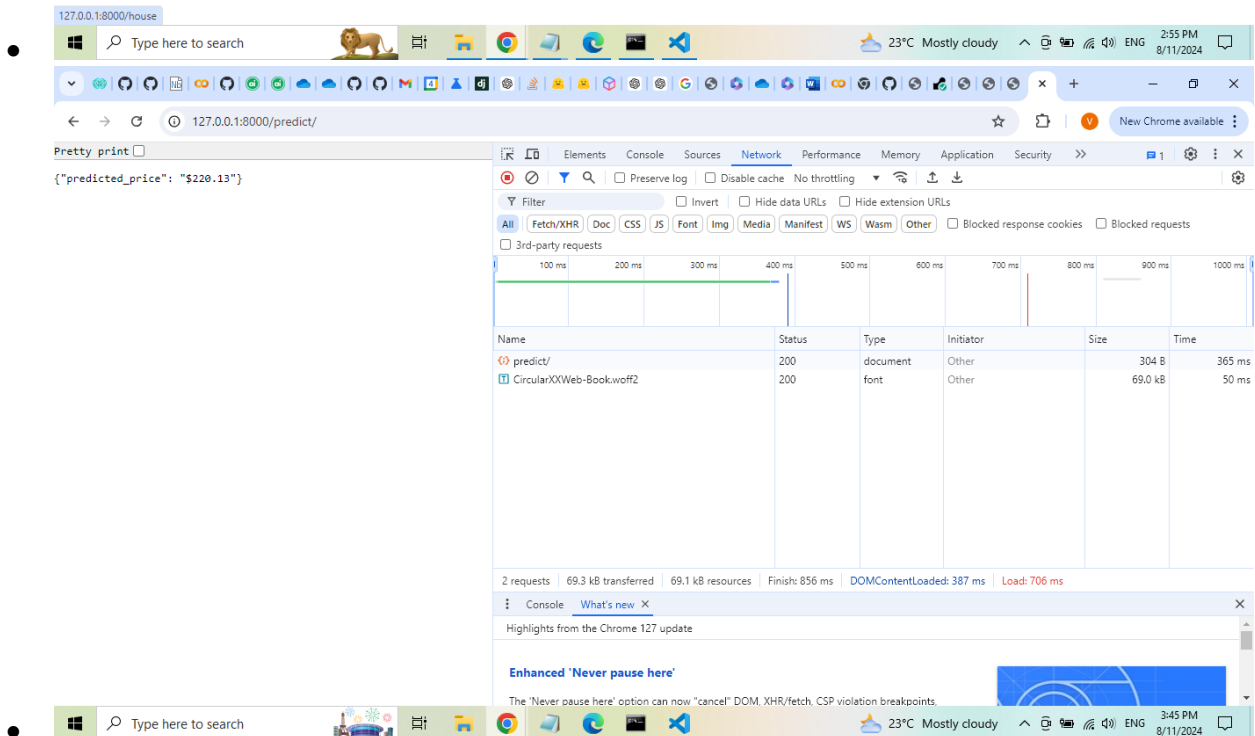 127.0.0.1:8000/house
Type here to search
23°C Mostly cloudy
ENG
2:55 PM
8/11/2024
127.0.0.1:8000/predict/
New Chrome available
Pretty print
{"predicted_price": "$220.13"}
Elements Console Sources Network Performance Memory Application Security
1
Preserve log Disable cache No throttling
Filter Invert Hide data URLs Hide extension URLs
All Fetch/XHR Doc CSS JS Font Img Media Manifest WS Wasm Other Blocked response cookies Blocked requests
3rd-party requests
100 ms 200 ms 300 ms 400 ms 500 ms 600 ms 700 ms 800 ms 900 ms 1000 ms
Name Status Type Initiator Size Time
predict/ 200 document Other 304 B 365 ms
CircularXXWeb-Book.woff2 200 font Other 69.0 kB 50 ms
2 requests 69.3 kB transferred 69.1 kB resources Finish: 856 ms DOMContentLoaded: 387 ms Load: 706 ms
Console What's new
Highlights from the Chrome 127 update
Enhanced 'Never pause here'
The 'Never pause here' option can now "cancel" DOM, XHR/fetch, CSP violation breakpoints,
Type here to search
23°C Mostly cloudy
ENG
3:45 PM
8/11/2024